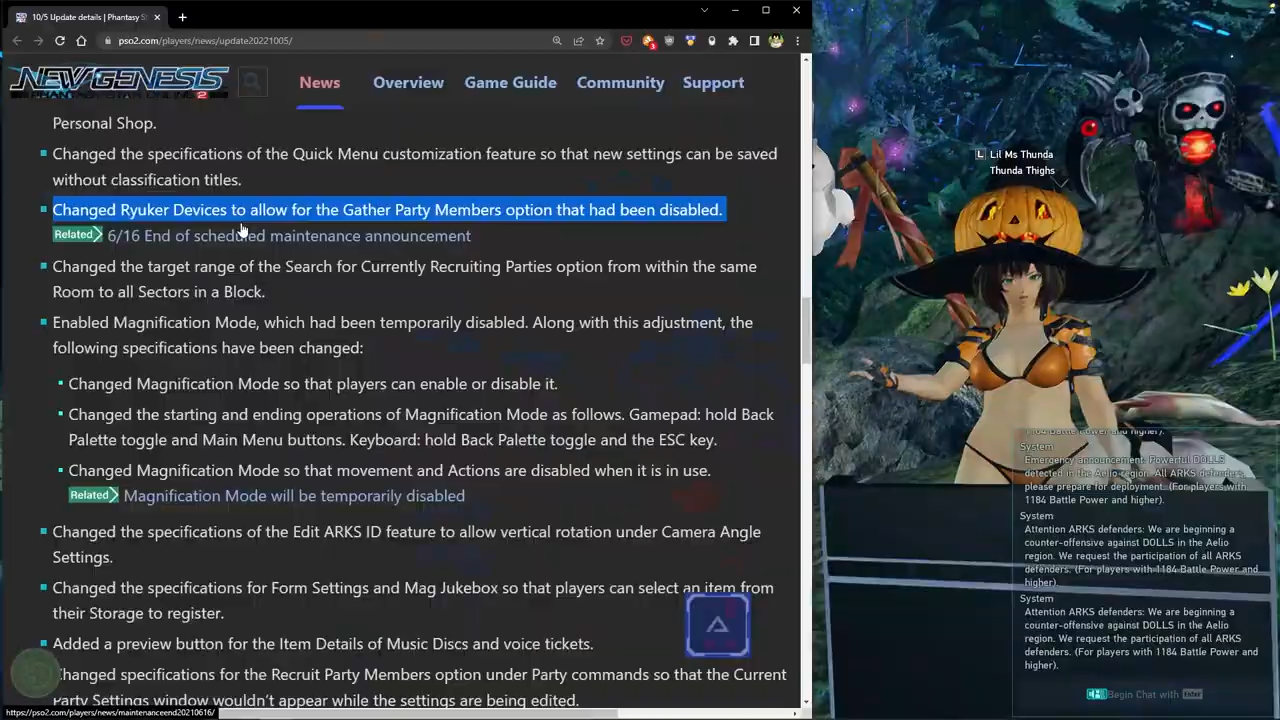 10/5 Update details | Phantasy S
pso2.com/players/news/update20221005/
NEW GENESIS
PHANTASY STAR ONLINE 2
News
Overview
Game Guide
Community
Support
Personal Shop.
Changed the specifications of the Quick Menu customization feature so that new settings can be saved
without classification titles.
Changed Ryuker Devices to allow for the Gather Party Members option that had been disabled.
Related 6/16 End of scheduled maintenance announcement
Changed the target range of the Search for Currently Recruiting Parties option from within the same
Room to all Sectors in a Block.
Enabled Magnification Mode, which had been temporarily disabled. Along with this adjustment, the
following specifications have been changed:
Changed Magnification Mode so that players can enable or disable it.
Changed the starting and ending operations of Magnification Mode as follows. Gamepad: hold Back
Palette toggle and Main Menu buttons. Keyboard: hold Back Palette toggle and the ESC key.
Changed Magnification Mode so that movement and Actions are disabled when it is in use.
Related Magnification Mode will be temporarily disabled
Changed the specifications of the Edit ARKS ID feature to allow vertical rotation under Camera Angle
Settings.
Changed the specifications for Form Settings and Mag Jukebox so that players can select an item from
their Storage to register.
Added a preview button for the Item Details of Music Discs and voice tickets.
Changed specifications for the Recruit Party Members option under Party commands so that the Current
Party Settings window wouldn't appear while the settings are being edited.
https://pso2.com/players/news/maintenanceend20210616/
L Lil Ms Thunda
Thunda Thighs
1184 Battle Power and higher).
System
Emergency announcement: Powerful DOLLS
detected in the Aelio region. All ARKS defenders,
please prepare for deployment. (For players with
1184 Battle Power and higher).
System
Attention ARKS defenders: We are beginning a
counter-offensive against DOLLS in the Aelio
region. We request the participation of all ARKS
defenders. (For players with 1184 Battle Power and
higher).
System
Attention ARKS defenders: We are beginning a
counter-offensive against DOLLS in the Aelio
region. We request the participation of all ARKS
defenders. (For players with 1184 Battle Power and
higher).
Begin Chat with Enter